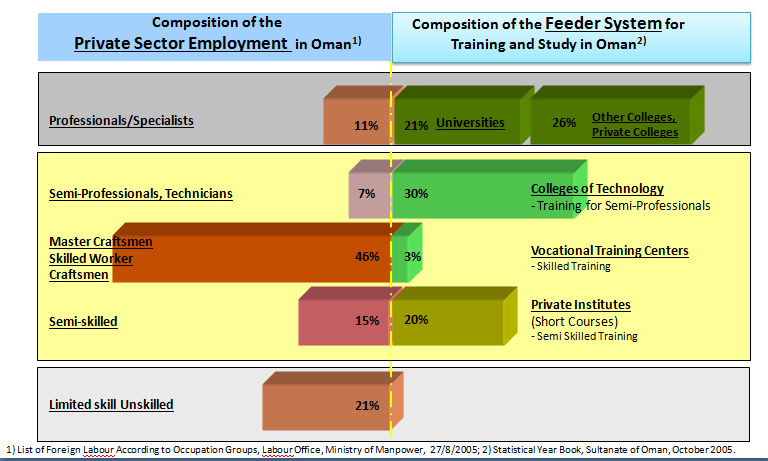 Composition of the
Private Sector Employment in Oman1)
Composition of the Feeder System for
Training and Study in Oman2)
Professionals/Specialists
11%
21%
Universities
26%
Other Colleges,
Private Colleges
Semi-Professionals, Technicians
7%
30%
Colleges of Technology
- Training for Semi-Professionals
Master Craftsmen
Skilled Worker
Craftsmen
46%
3%
Vocational Training Centers
- Skilled Training
Semi-skilled
15%
20%
Private Institutes
(Short Courses)
- Semi Skilled Training
Limited skill Unskilled
21%
1) List of Foreign Labour According to Occupation Groups, Labour Office, Ministry of Manpower, 27/8/2005; 2) Statistical Year Book, Sultanate of Oman, October 2005.